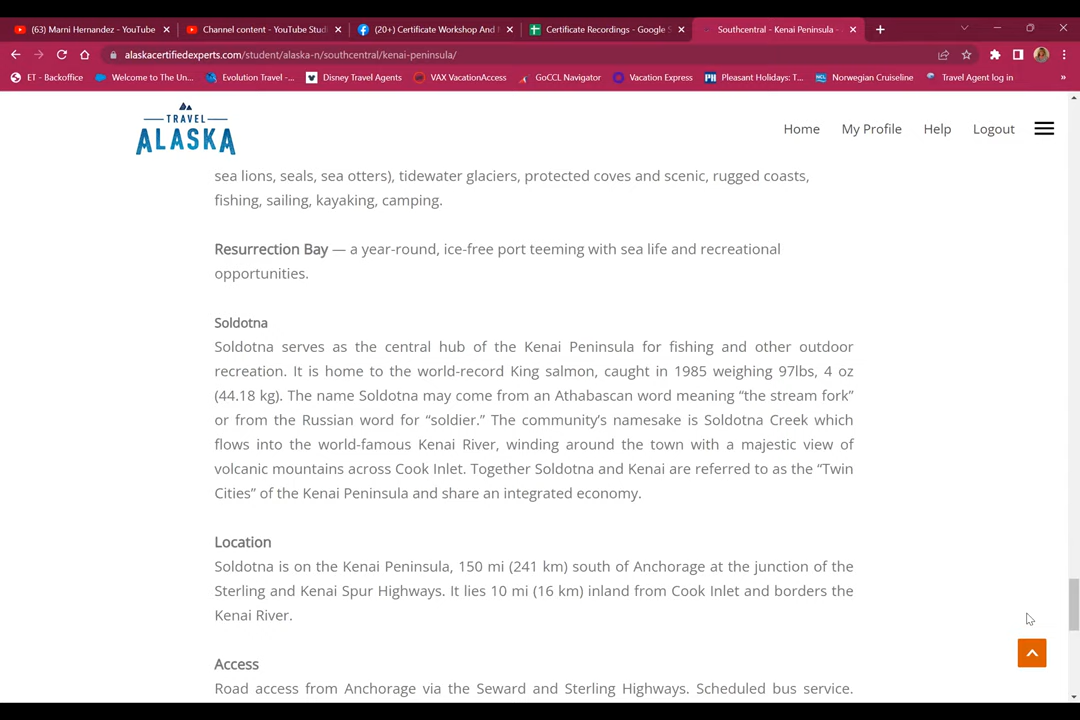 (63) Marni Hernandez - YouTube
Channel content - YouTube Studi
(20+) Certificate Workshop And
Certificate Recordings - Google S
Southcentral - Kenai Peninsula -
alaskacertifiedexperts.com/student/alaska-n/southcentral/kenai-peninsula/
ET - Backoffice
Welcome to The Un...
Evolution Travel -...
Disney Travel Agents
VAX VacationAccess
GoCCL Navigator
Vacation Express
Pleasant Holidays: T...
Norwegian Cruiseline
Travel Agent log in
TRAVEL
ALASKA
Home
My Profile
Help
Logout
sea lions, seals, sea otters), tidewater glaciers, protected coves and scenic, rugged coasts,
fishing, sailing, kayaking, camping.
Resurrection Bay — a year-round, ice-free port teeming with sea life and recreational
opportunities.
Soldotna
Soldotna serves as the central hub of the Kenai Peninsula for fishing and other outdoor
recreation. It is home to the world-record King salmon, caught in 1985 weighing 97lbs, 4 oz
(44.18 kg). The name Soldotna may come from an Athabascan word meaning “the stream fork”
or from the Russian word for “soldier.” The community’s namesake is Soldotna Creek which
flows into the world-famous Kenai River, winding around the town with a majestic view of
volcanic mountains across Cook Inlet. Together Soldotna and Kenai are referred to as the “Twin
Cities” of the Kenai Peninsula and share an integrated economy.
Location
Soldotna is on the Kenai Peninsula, 150 mi (241 km) south of Anchorage at the junction of the
Sterling and Kenai Spur Highways. It lies 10 mi (16 km) inland from Cook Inlet and borders the
Kenai River.
Access
Road access from Anchorage via the Seward and Sterling Highways. Scheduled bus service.